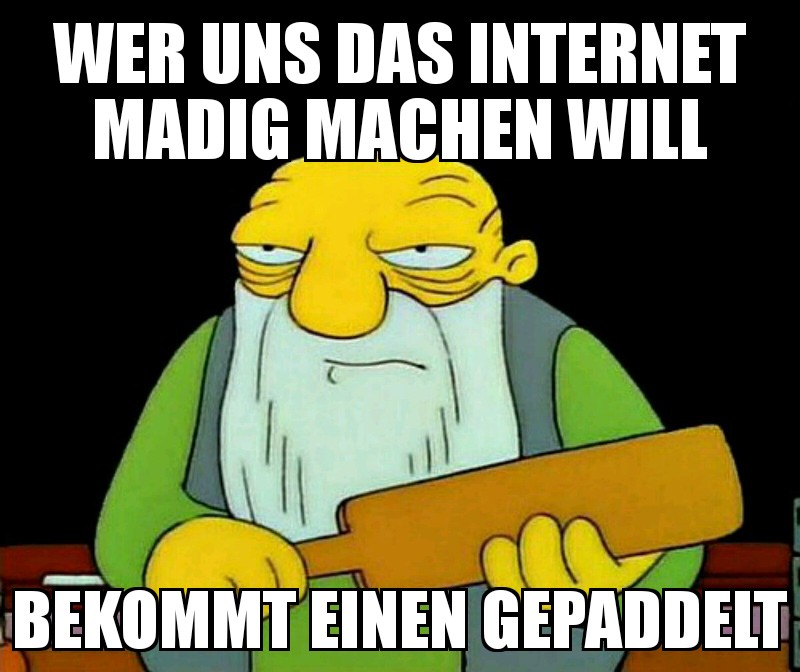 WER UNS DAS INTERNET
MADIG MACHEN WILL
BEKOMMT EINEN GEPADDELT